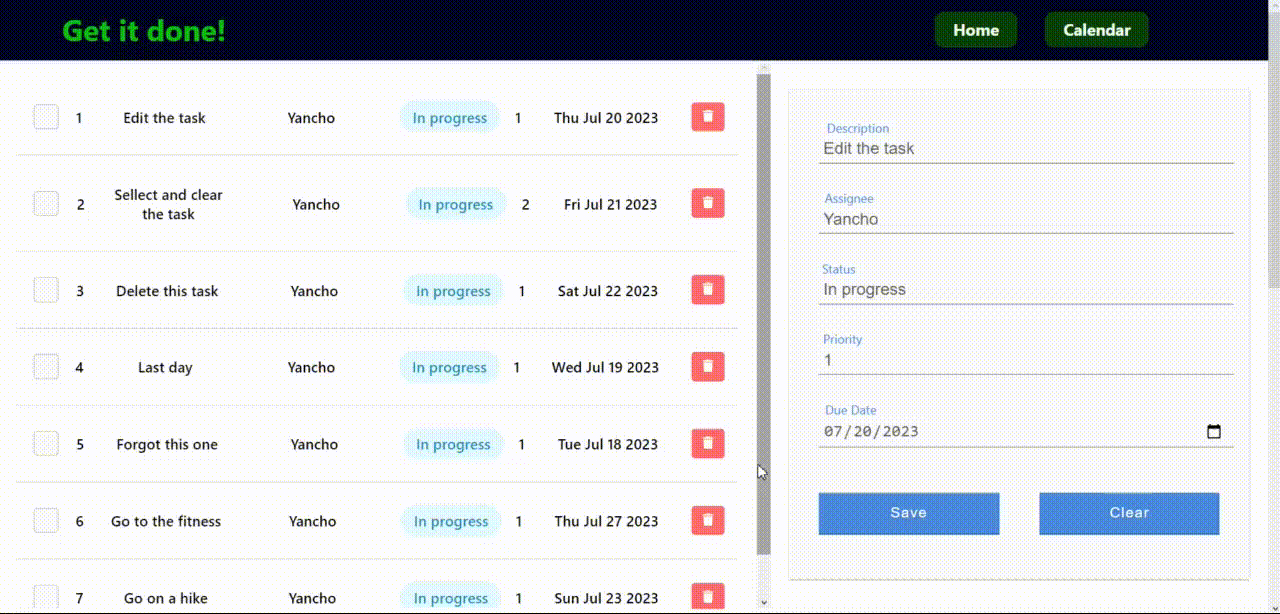 Get it done!
Home
Calendar
1 Edit the task Yancho In progress 1 Thu Jul 20 2023
2 Sellect and clear
the task Yancho In progress 2 Fri Jul 21 2023
3 Delete this task Yancho In progress 1 Sat Jul 22 2023
4 Last day Yancho In progress 1 Wed Jul 19 2023
5 Forgot this one Yancho In progress 1 Tue Jul 18 2023
6 Go to the fitness Yancho In progress 1 Thu Jul 27 2023
7 Go on a hike Yancho In progress 1 Sun Jul 23 2023
Description
Edit the task
Assignee
Yancho
Status
In progress
Priority
1
Due Date
07/20/2023
Save
Clear